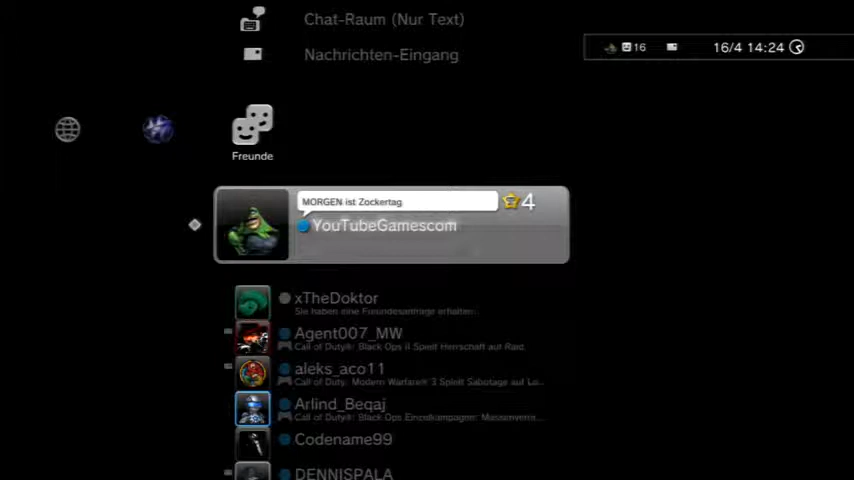 Chat-Raum (Nur Text)
Nachrichten-Eingang
16
16/4 14:24
Freunde
MORGEN ist Zockertag
4
YouTubeGamescom
xTheDoktor
Sie haben eine Freundesanfrage erhalten.
Agent007_MW
Call of Duty®: Black Ops II Spielt Herrschaft auf Raid.
aleks_aco11
Call of Duty: Modern Warfare® 3 Spielt Sabotage auf Lo...
Arlind_Beqaj
Call of Duty®: Black Ops Einzelkampagne:
Codename99
DENNISPALA